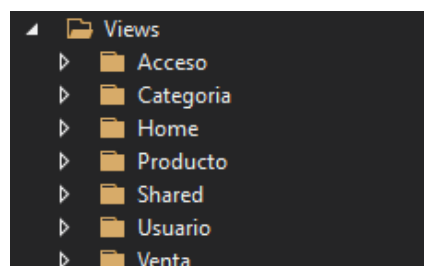 Views
Acceso
Categoria
Home
Producto
Shared
Usuario
Venta